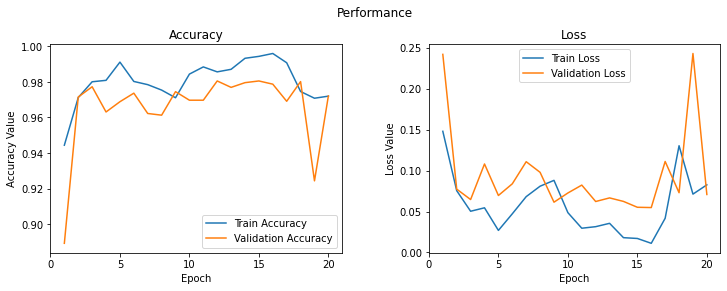 Performance
Accuracy
1.00
0.98
0.96
0.94
0.92
0.90
Accuracy Value
0
5
10
15
20
Epoch
Train Accuracy
Validation Accuracy
Loss
0.25
0.20
0.15
0.10
0.05
0.00
Loss Value
0
5
10
15
20
Epoch
Train Loss
Validation Loss